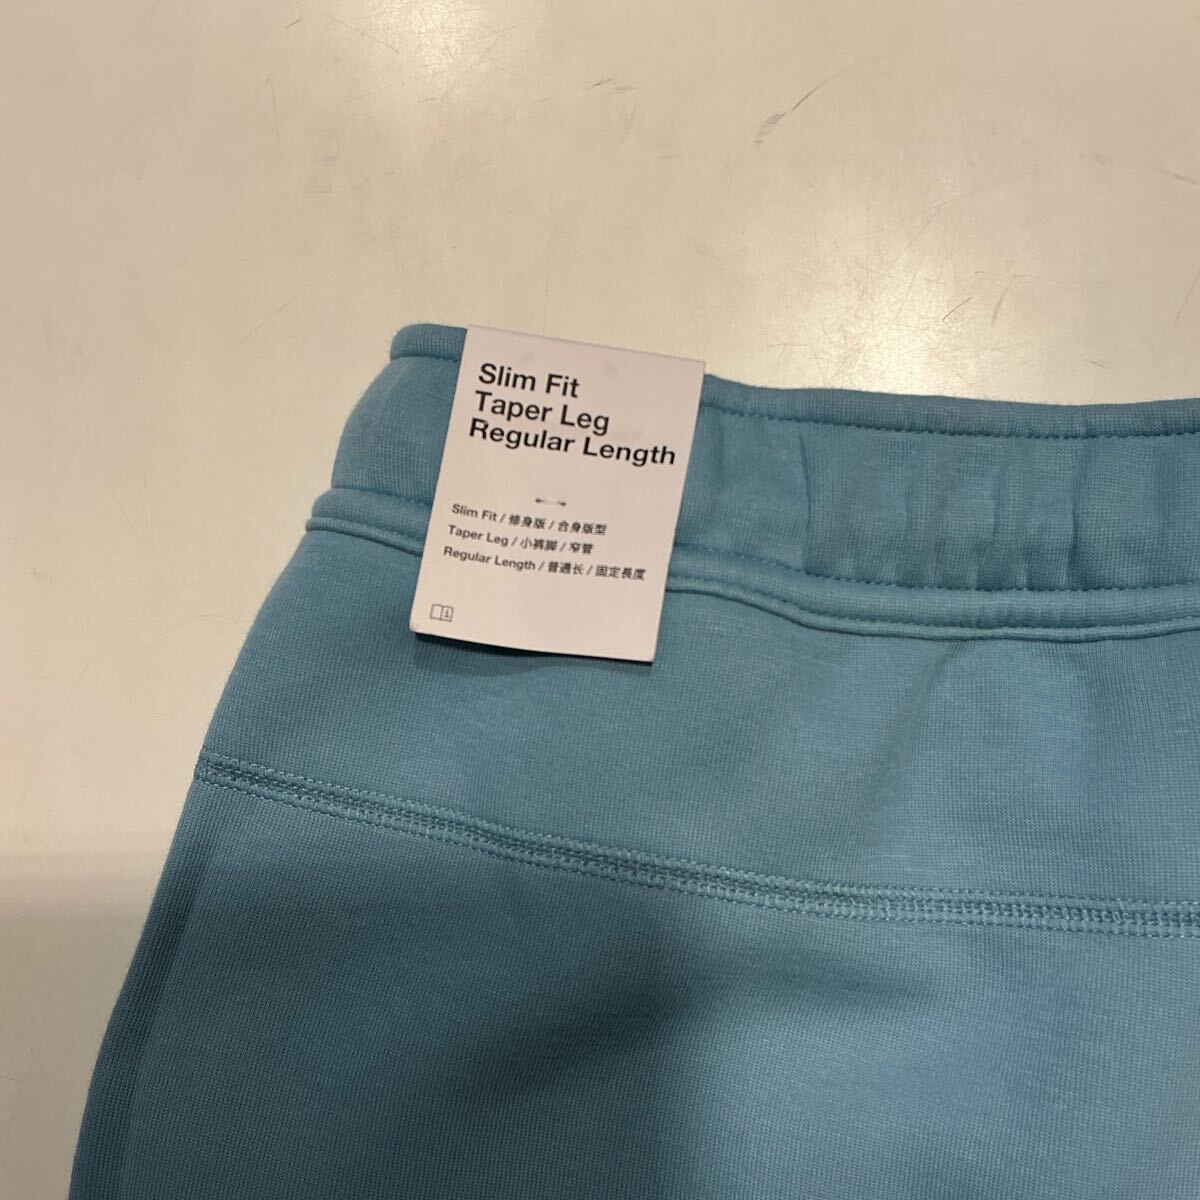 Slim Fit
Taper Leg
Regular Length
Slim Fit / 修身版 / 合身版型
Taper Leg / 小裤脚 / 窄管
Regular Length / 普通长 / 固定長度